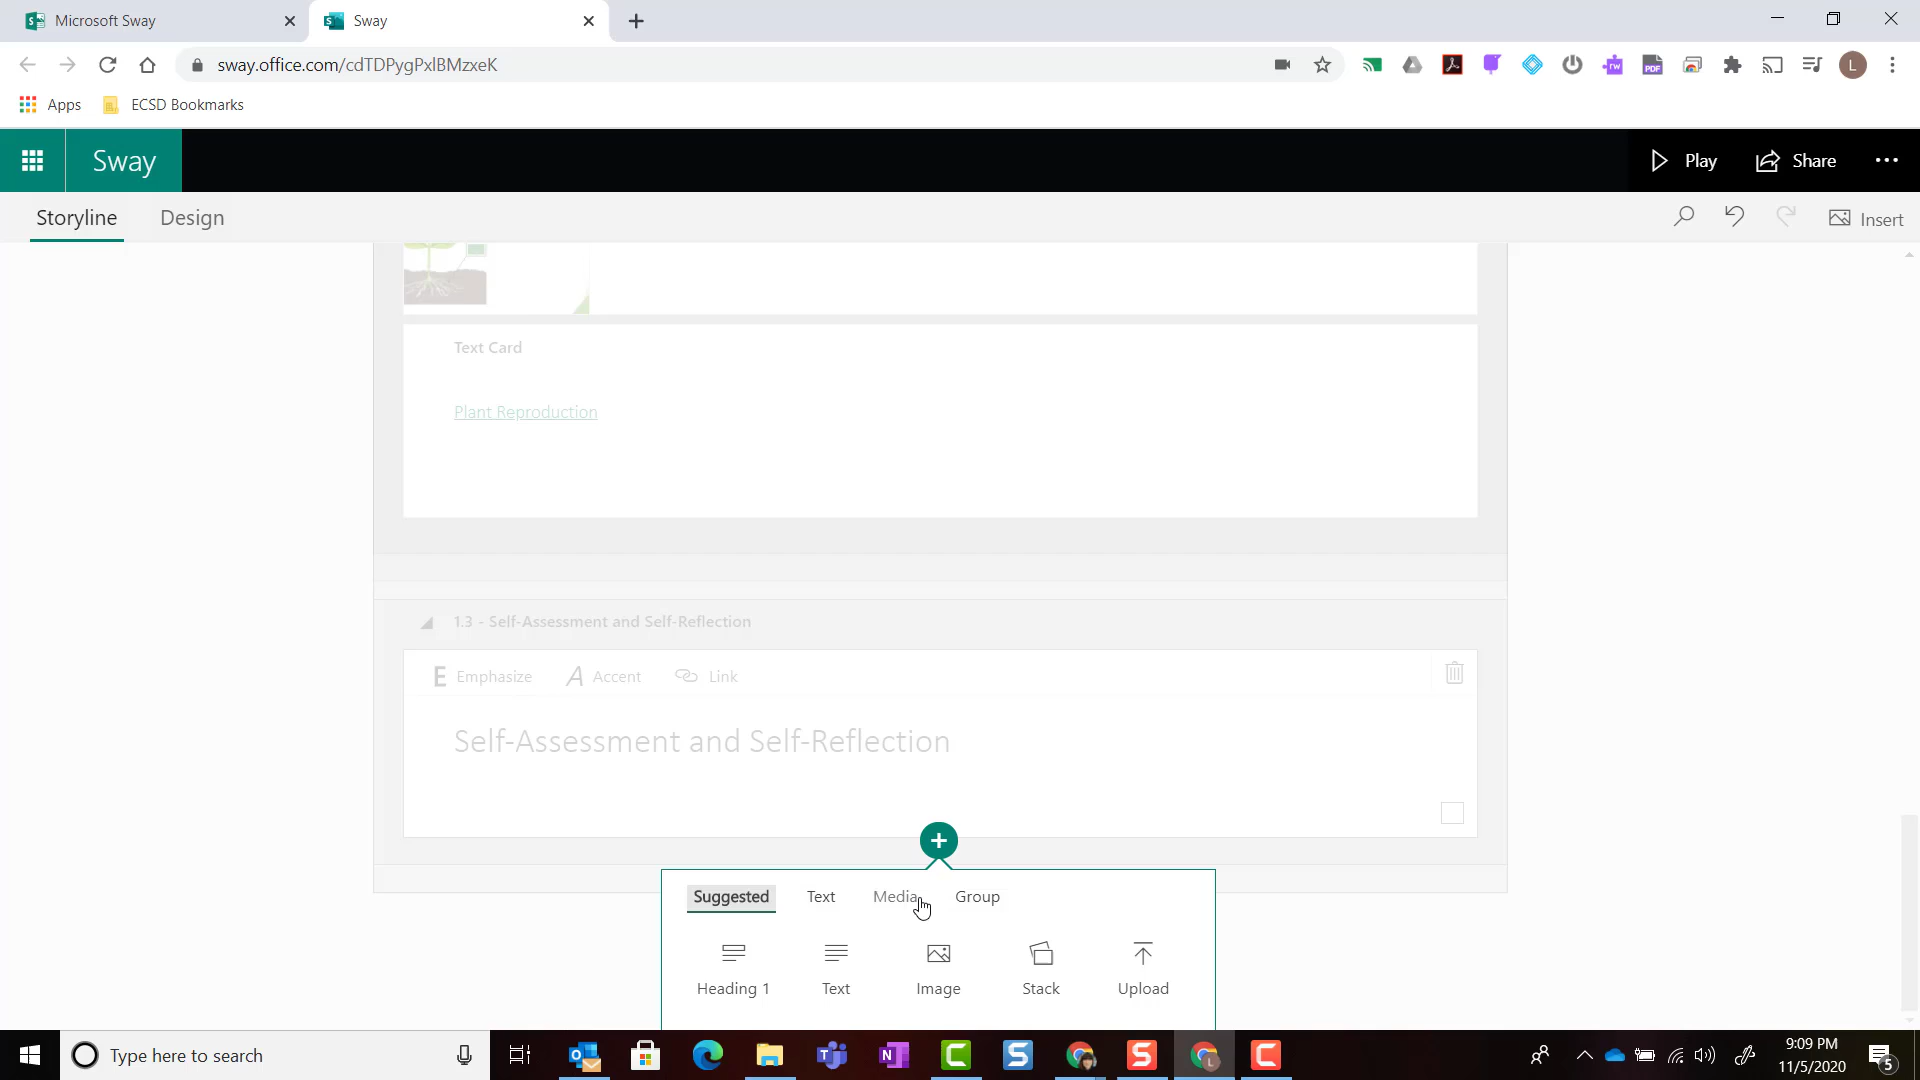 Microsoft Sway
Sway
sway.office.com/cdTDPygPxlBMzxeK
Apps
ECSD Bookmarks
Sway
Play
Share
Storyline
Design
Insert
Text Card
Plant Reproduction
1.3 - Self-Assessment and Self-Reflection
E Emphasize
A Accent
Link
Self-Assessment and Self-Reflection
Suggested
Text
Media
Group
Heading 1
Text
Image
Stack
Upload
Type here to search
9:09 PM
11/5/2020
5